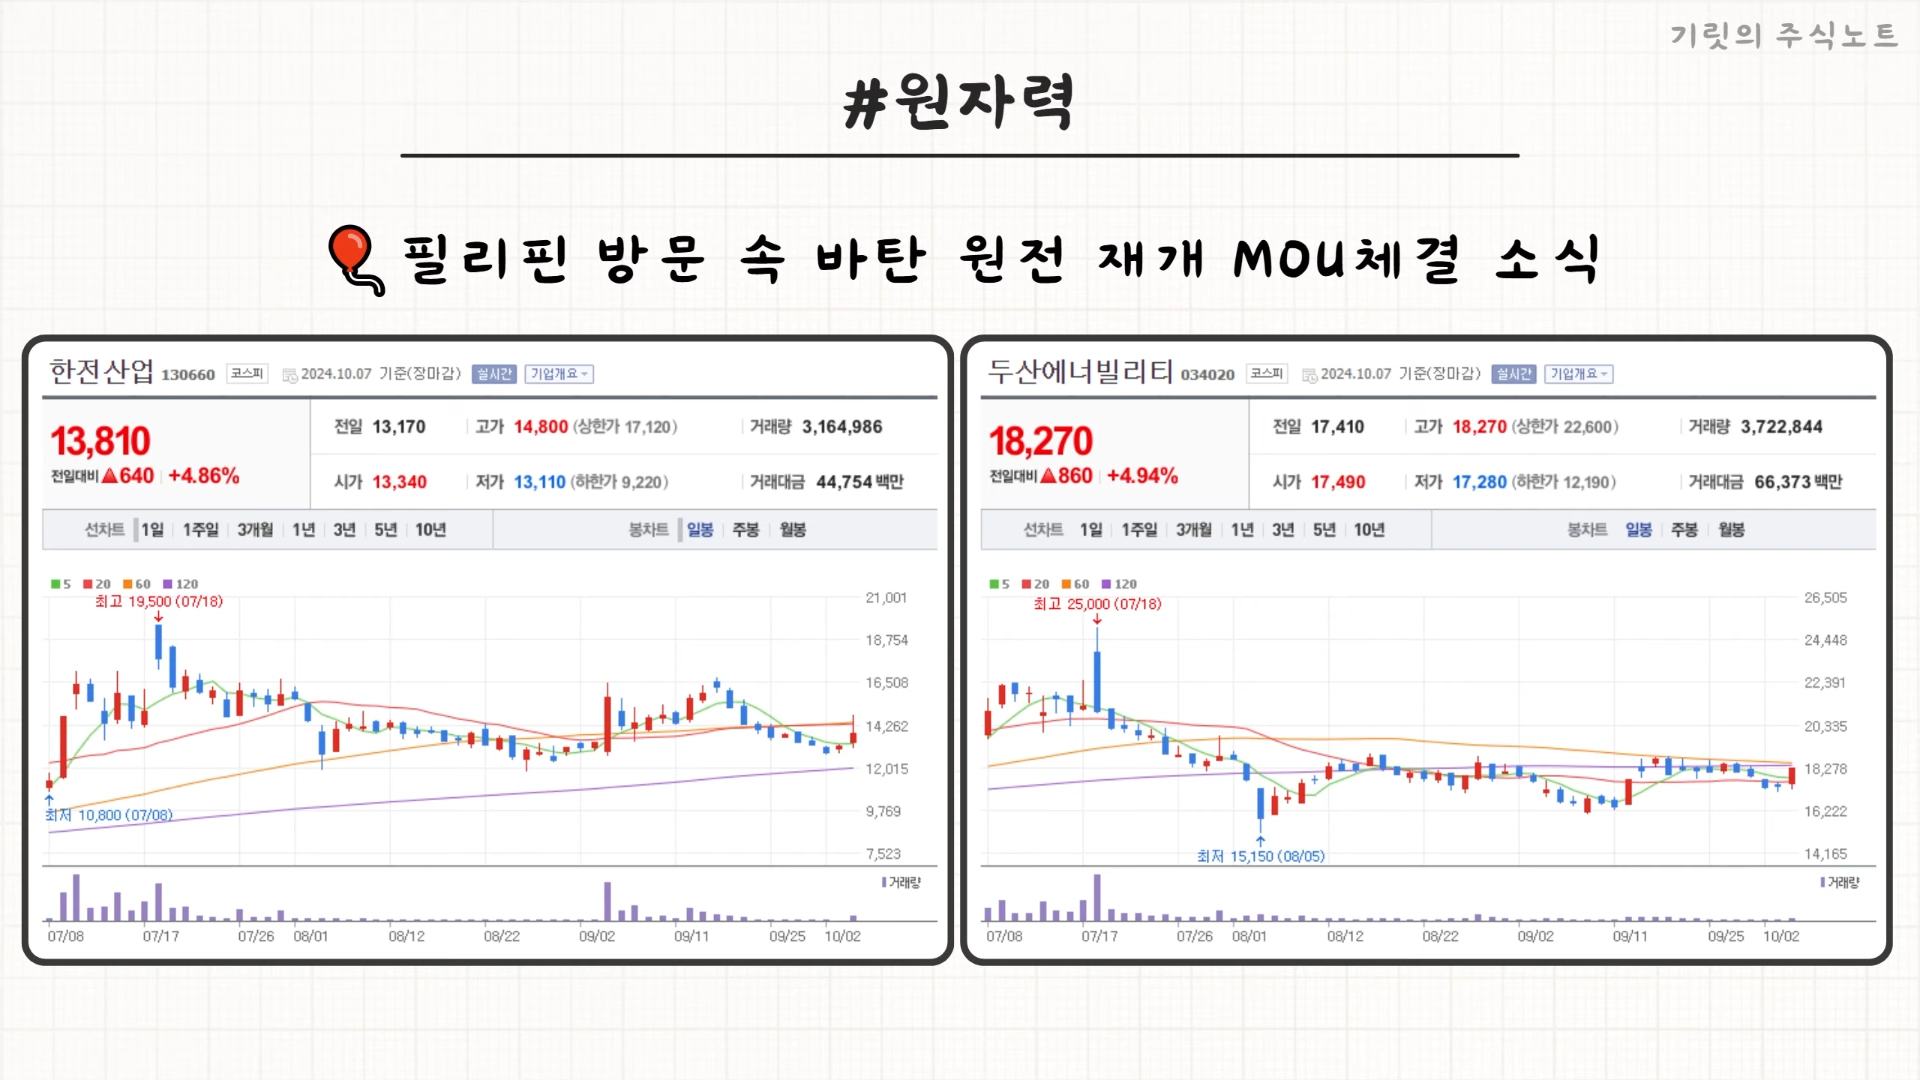 기릿의 주식노트
#원자력
필리핀 방문 속 바탄 원전 재개 MOU체결 소식
한전산업 130660 코스피 2024.10.07 기준(장마감) 실시간 기업개요
13,810
전일대비 ▲640 +4.86%
전일 13,170 고가 14,800 (상한가 17,120) 거래량 3,164,986
시가 13,340 저가 13,110 (하한가 9,220) 거래대금 44,754 백만
선차트 1일 1주일 3개월 1년 3년 5년 10년 봉차트 일봉 주봉 월봉
5 20 60 120
최고 19,500 (07/18)
최저 10,800 (07/08)
21,001
18,754
16,508
14,262
12,015
9,769
7,523
거래량
07/08 07/17 07/26 08/01 08/12 08/22 09/02 09/11 09/25 10/02
두산에너빌리티 034020 코스피 2024.10.07 기준(장마감) 실시간 기업개요
18,270
전일대비 ▲860 +4.94%
전일 17,410 고가 18,270 (상한가 22,600) 거래량 3,722,844
시가 17,490 저가 17,280 (하한가 12,190) 거래대금 66,373 백만
선차트 1일 1주일 3개월 1년 3년 5년 10년 봉차트 일봉 주봉 월봉
5 20 60 120
최고 25,000 (07/18)
최저 15,150 (08/05)
26,505
24,448
22,391
20,335
18,278
16,222
14,165
거래량
07/08 07/17 07/26 08/01 08/12 08/22 09/02 09/11 09/25 10/02